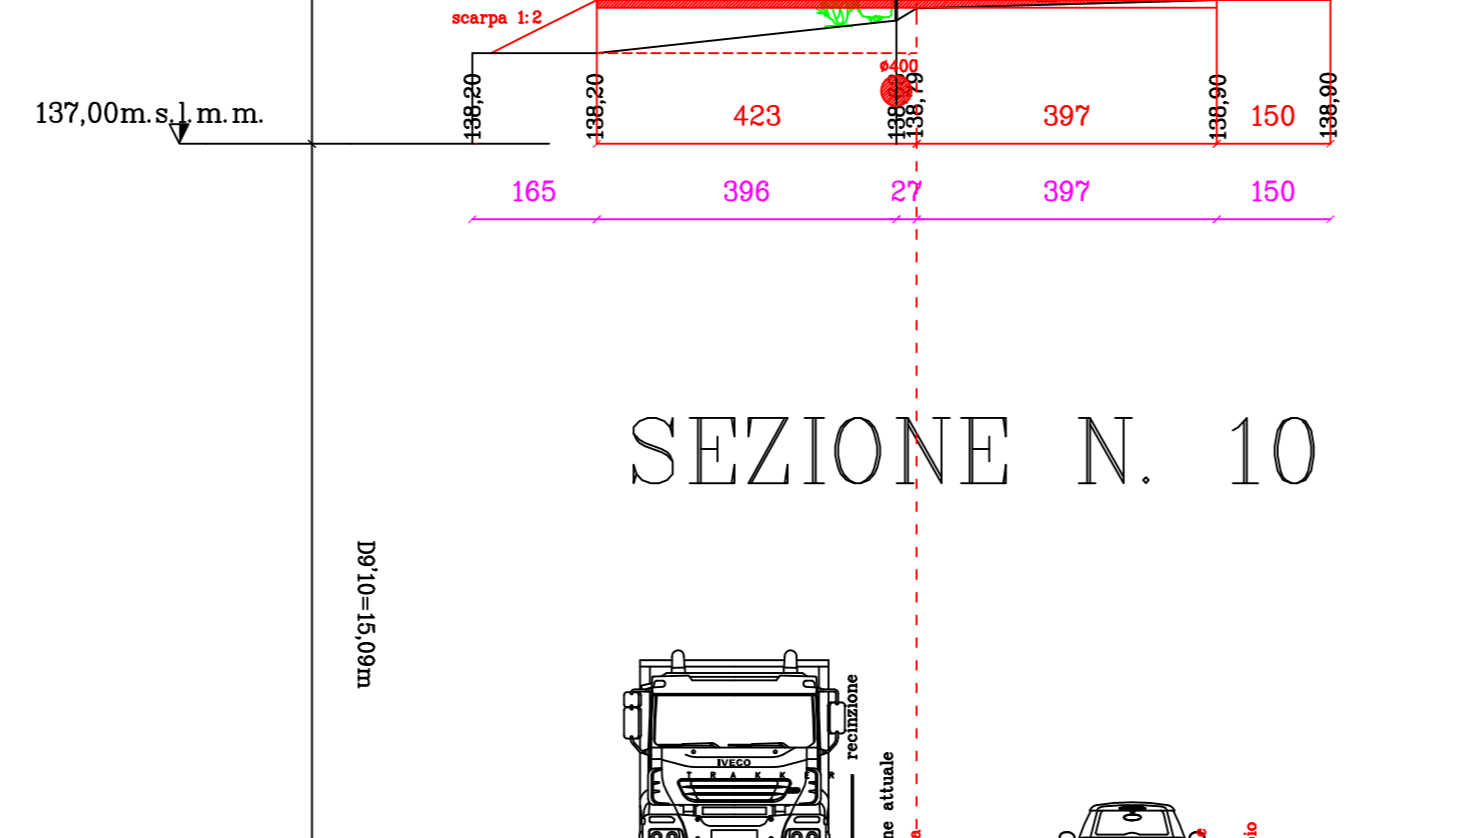 scarpa 1:2
ø400
138,20
138,20
138,79
138,90
138,90
137,00m.s.l.m.m.
423
397
150
165
396
27
397
150
SEZIONE N. 10
D9'10=15,09m
recinzione
attuale
IVECO
TRAKKER